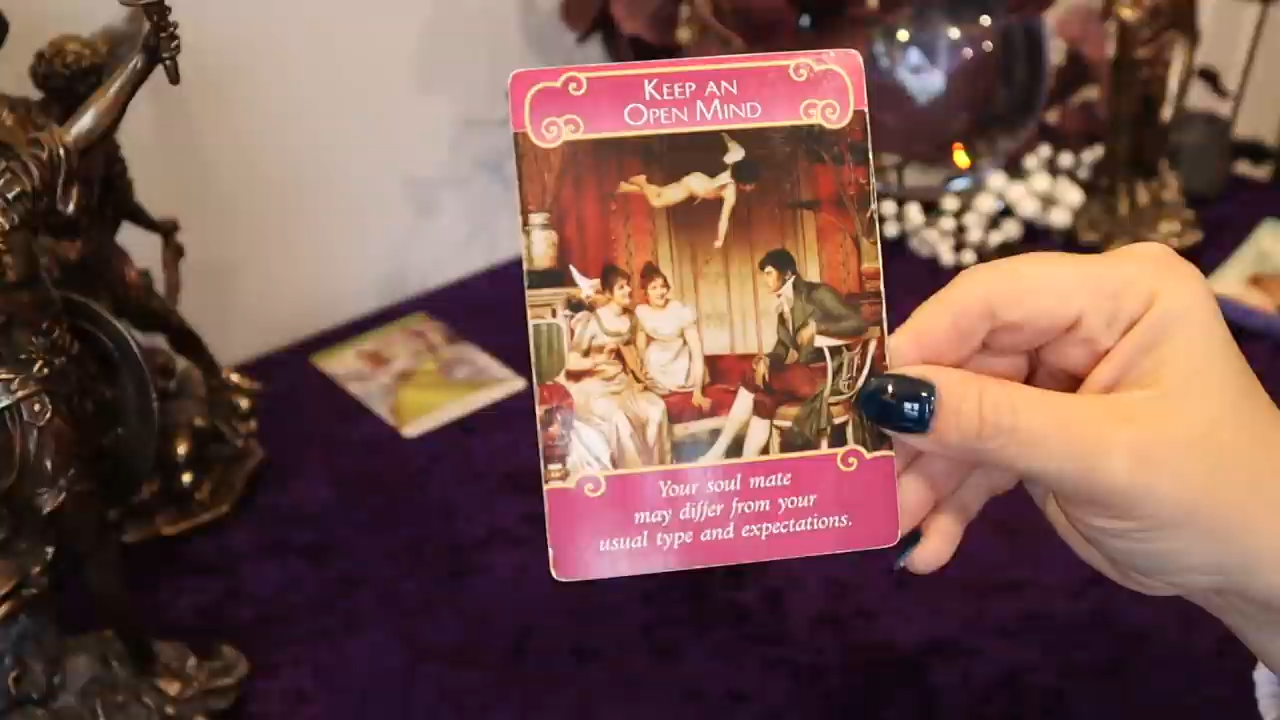 KEEP AN
OPEN MIND
Your soul mate
may differ from your
usual type and expectations.